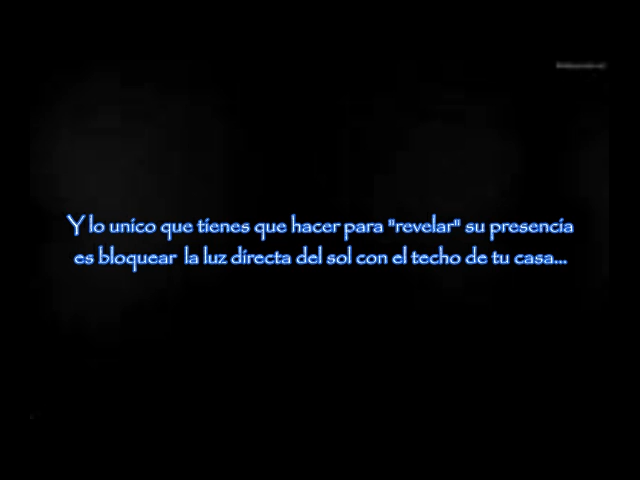 Y lo unico que tienes que hacer para "revelar" su presencia
es bloquear la luz directa del sol con el techo de tu casa...